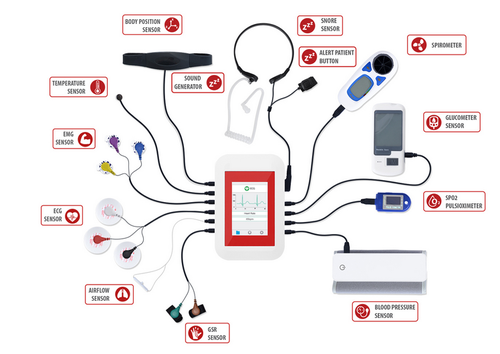 BODY POSITION
SENSOR
SNORE
SENSOR
ALERT PATIENT
BUTTON
SPIROMETER
TEMPERATURE
SENSOR
SOUND
GENERATOR
GLUCOMETER
SENSOR
EMG
SENSOR
ECG
SENSOR
SPO2
PULSIOXIMETER
AIRFLOW
SENSOR
GSR
SENSOR
BLOOD PRESSURE
SENSOR